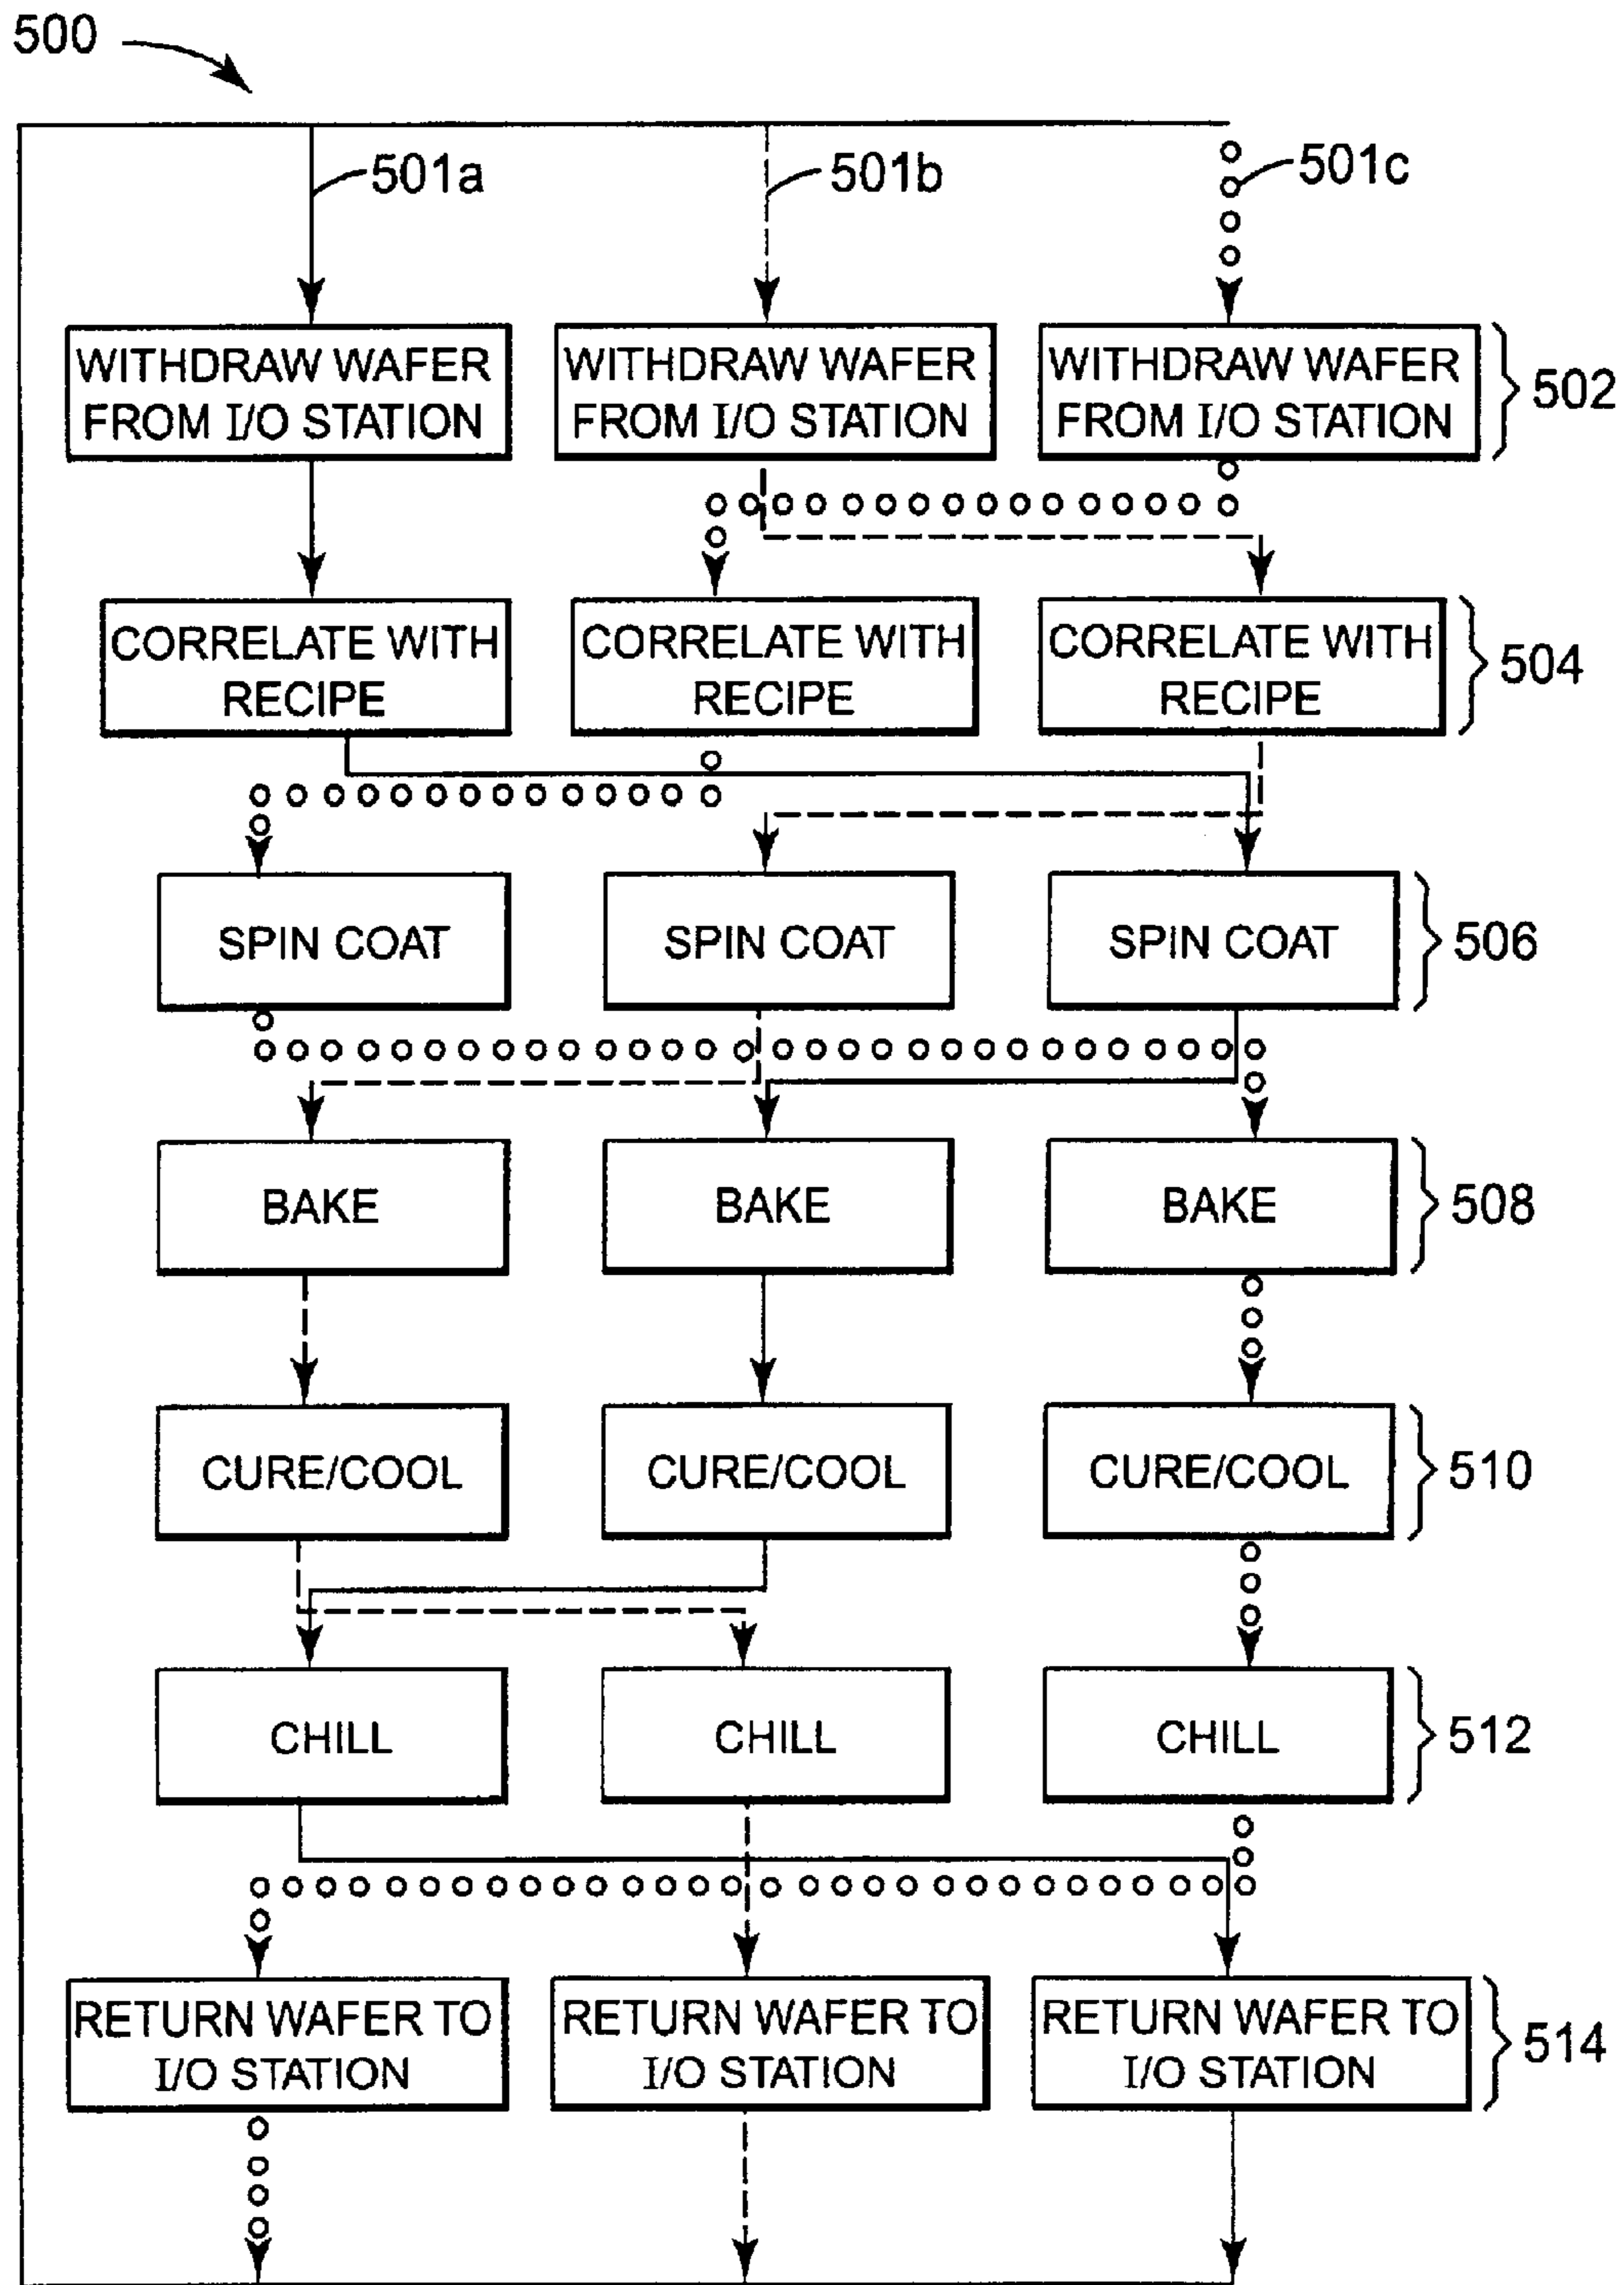 500
501a
501b
501c
WITHDRAW WAFER
FROM I/O STATION
WITHDRAW WAFER
FROM I/O STATION
WITHDRAW WAFER
FROM I/O STATION
502
CORRELATE WITH
RECIPE
CORRELATE WITH
RECIPE
CORRELATE WITH
RECIPE
504
SPIN COAT
SPIN COAT
SPIN COAT
506
BAKE
BAKE
BAKE
508
CURE/COOL
CURE/COOL
CURE/COOL
510
CHILL
CHILL
CHILL
512
RETURN WAFER TO
I/O STATION
RETURN WAFER TO
I/O STATION
RETURN WAFER TO
I/O STATION
514